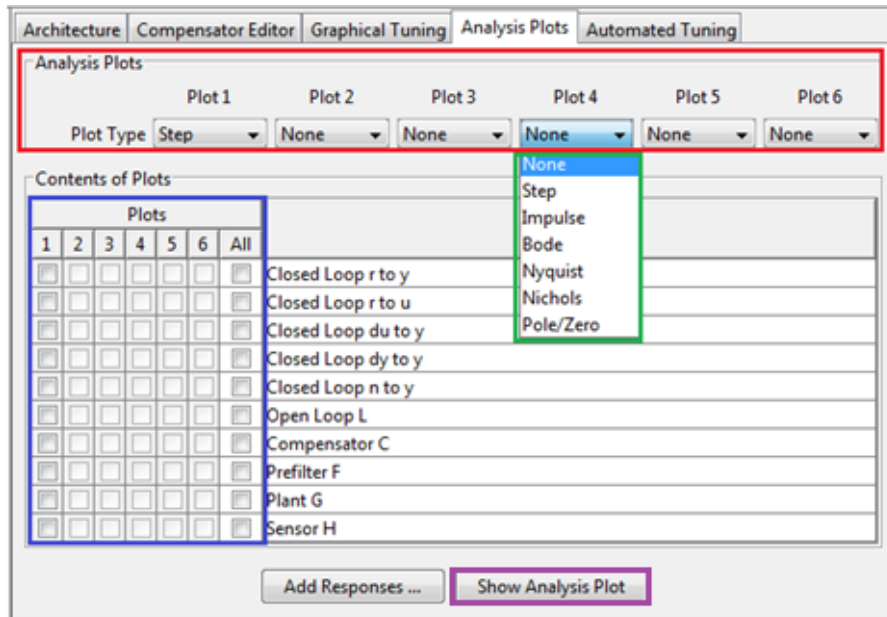 Architecture Compensator Editor Graphical Tuning Analysis Plots Automated Tuning
Analysis Plots
Plot 1 Plot 2 Plot 3 Plot 4 Plot 5 Plot 6
Plot Type Step None None None None None
None
Step
Impulse
Bode
Nyquist
Nichols
Pole/Zero
Contents of Plots
Plots
1 2 3 4 5 6 All
Closed Loop r to y
Closed Loop r to u
Closed Loop du to y
Closed Loop dy to y
Closed Loop n to y
Open Loop L
Compensator C
Prefilter F
Plant G
Sensor H
Add Responses ... Show Analysis Plot